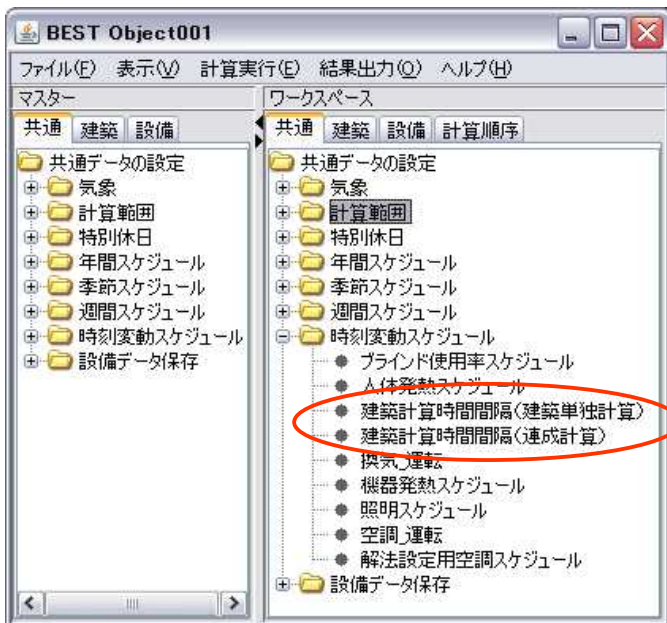 BEST Object001
ファイル(F) 表示(V) 計算実行(E) 結果出力(O) ヘルプ(H)
マスター
共通 建築 設備
共通データの設定
気象
計算範囲
特別休日
年間スケジュール
季節スケジュール
週間スケジュール
時刻変動スケジュール
設備データ保存
ワークスペース
共通 建築 設備 計算順序
共通データの設定
気象
計算範囲
特別休日
年間スケジュール
季節スケジュール
週間スケジュール
時刻変動スケジュール
ブラインド使用率スケジュール
人体発熱スケジュール
建築計算時間間隔(建築単独計算)
建築計算時間間隔(連成計算)
換気_運転
機器発熱スケジュール
照明スケジュール
空調_運転
解法設定用空調スケジュール
設備データ保存